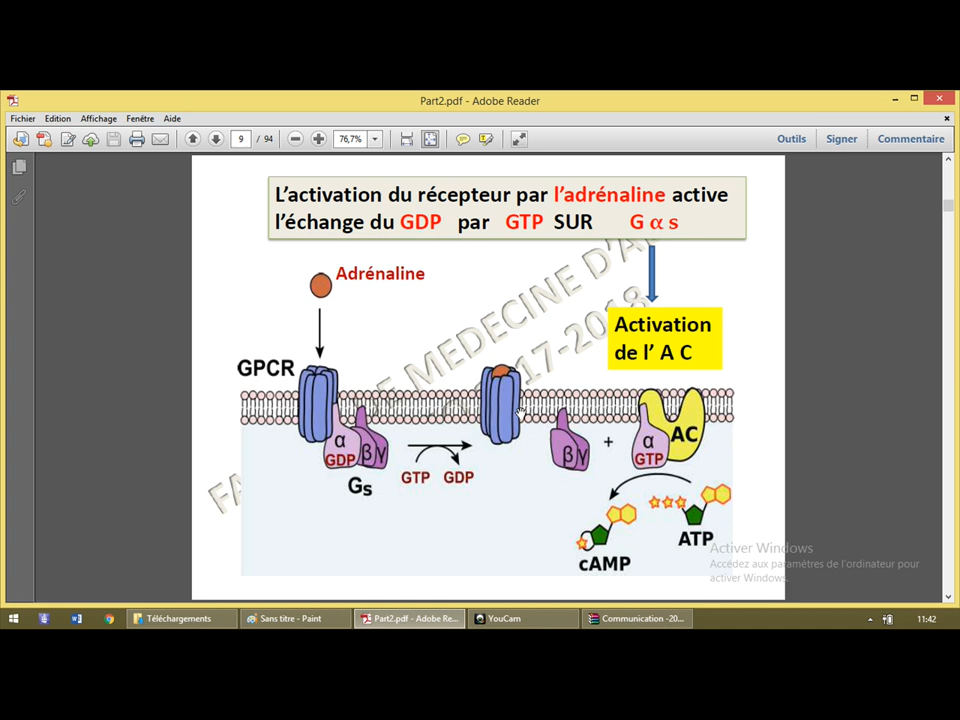 Part2.pdf - Adobe Reader
Fichier Edition Affichage Fenêtre Aide
9 / 94 76,7% Outils Signer Commentaire
L'activation du récepteur par l'adrénaline active
l'échange du GDP par GTP SUR G α s
Adrénaline
Activation
de l' A C
GPCR
α GDP βγ
Gs
GTP GDP
βγ + α GTP AC
cAMP
ATP
MEDECINE D'A
17-2018
Activer Windows
Accédez aux paramètres de l'ordinateur pour
activer Windows.
Téléchargements Sans titre - Paint Part2.pdf - Adobe Re... YouCam Communication -20... 11:42